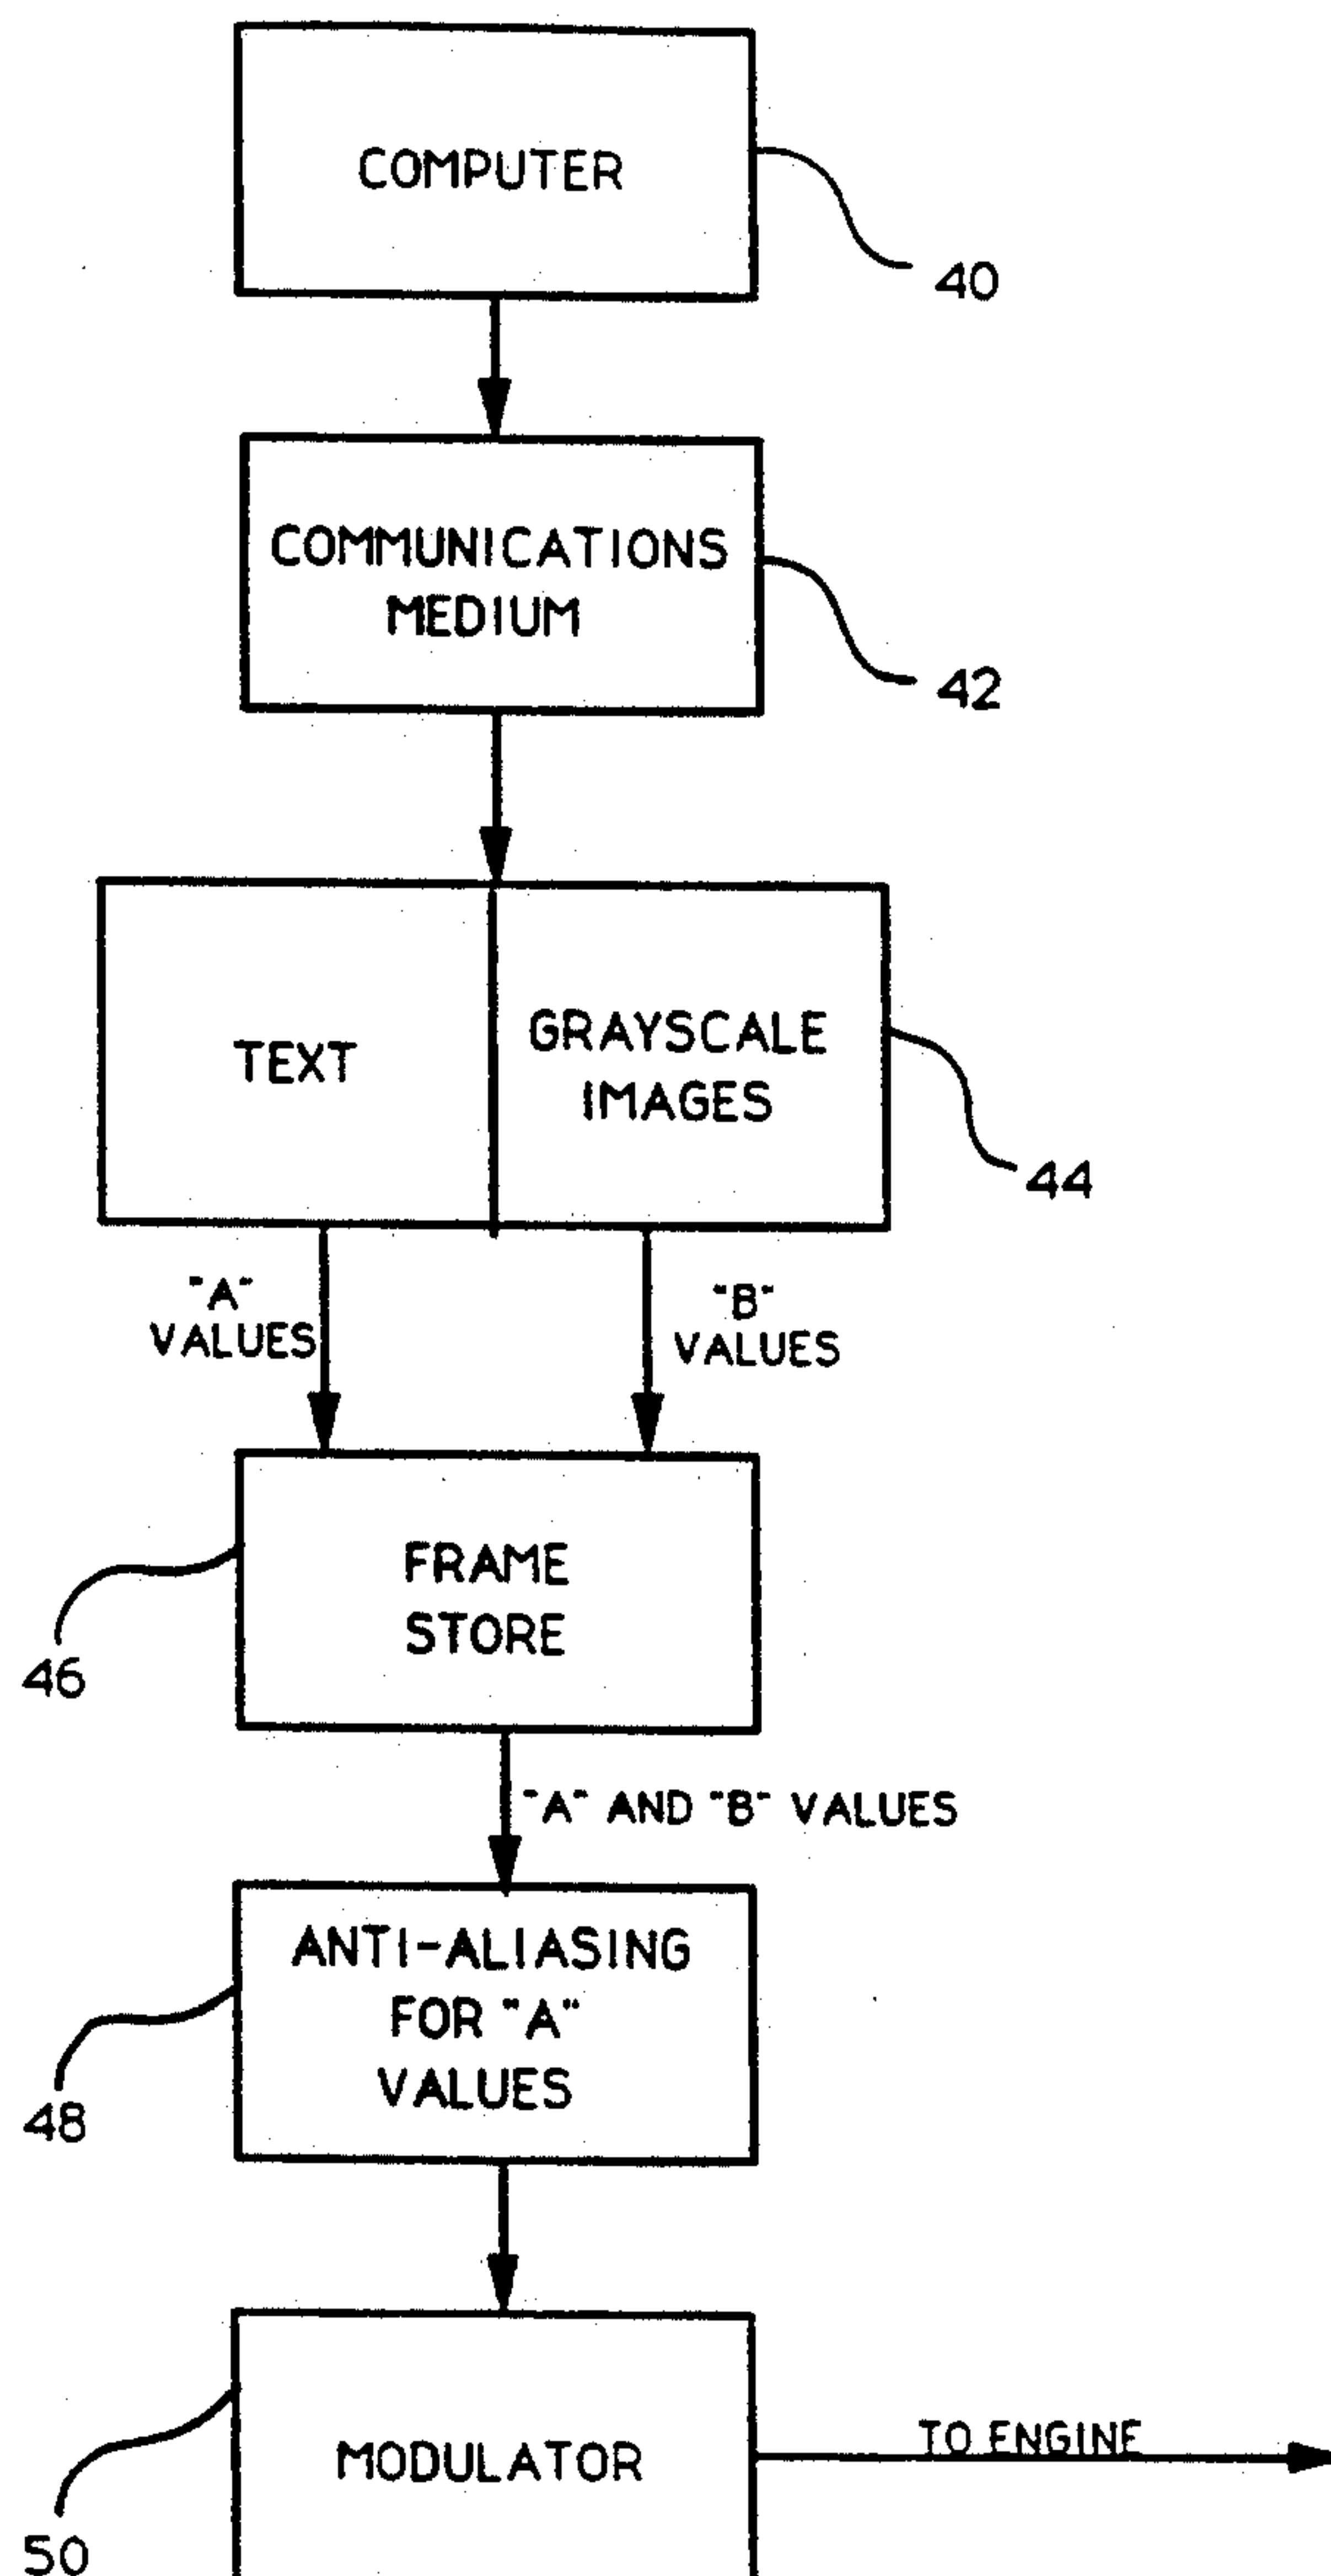 COMPUTER
40
COMMUNICATIONS
MEDIUM
42
TEXT
GRAYSCALE
IMAGES
44
"A"
VALUES
"B"
VALUES
FRAME
STORE
46
"A" AND "B" VALUES
ANTI-ALIASING
FOR "A"
VALUES
48
MODULATOR
TO ENGINE
50